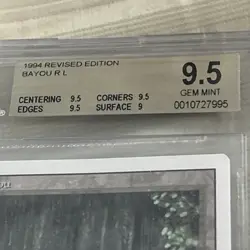 1994 REVISED EDITION
BAYOU R L
9.5
GEM MINT
CENTERING 9.5 CORNERS 9.5
EDGES 9.5 SURFACE 9
0010727995